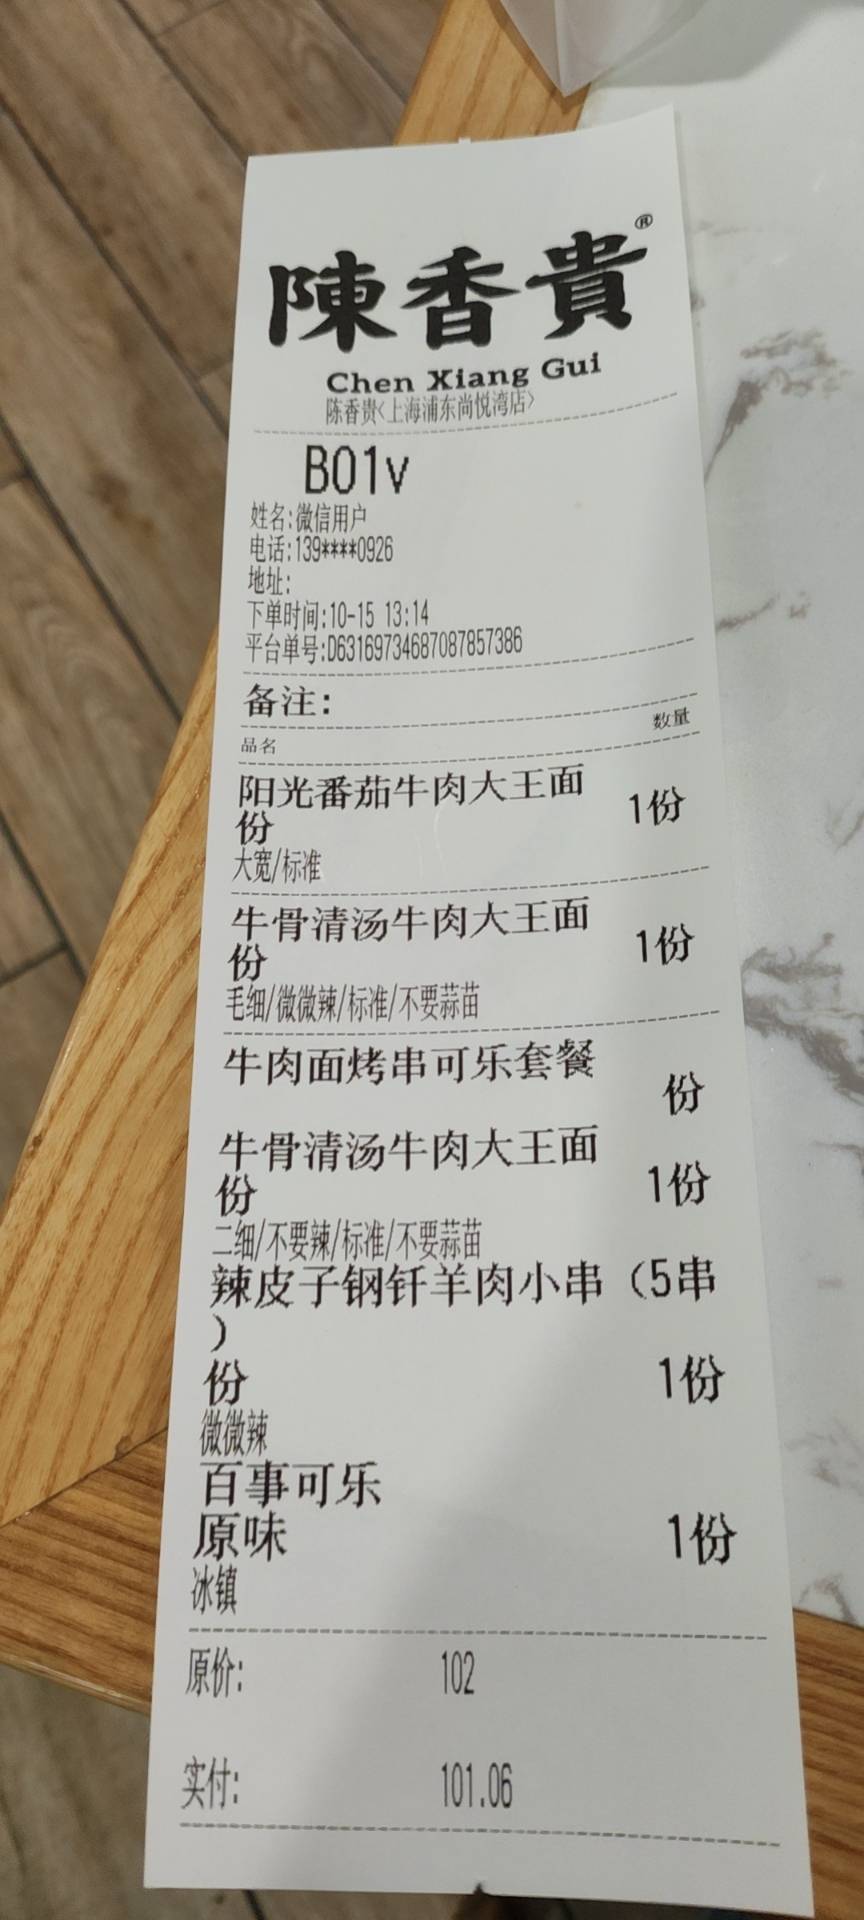 陳香貴®
Chen Xiang Gui
陈香贵<上海浦东尚悦湾店>
B01v
姓名:微信用户
电话:139****0926
地址:
下单时间:10-15 13:14
平台单号:D631697346870878573​86
备注:
品名 数量
阳光番茄牛肉大王面
份 1份
大宽/标准
牛骨清汤牛肉大王面
份 1份
毛细/微微辣/标准/不要蒜苗
牛肉面烤串可乐套餐
份
牛骨清汤牛肉大王面
份 1份
二细/不要辣/标准/不要蒜苗
辣皮子钢钎羊肉小串（5串
）
份 1份
微微辣
百事可乐
原味 1份
冰镇
原价: 102
实付: 101.06